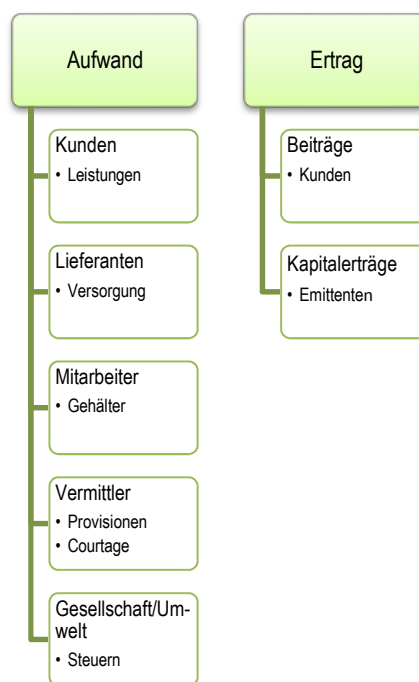 Aufwand
Kunden
• Leistungen
Lieferanten
• Versorgung
Mitarbeiter
• Gehälter
Vermittler
• Provisionen
• Courtage
Gesellschaft/Um-
welt
• Steuern
Ertrag
Beiträge
• Kunden
Kapitalerträge
• Emittenten